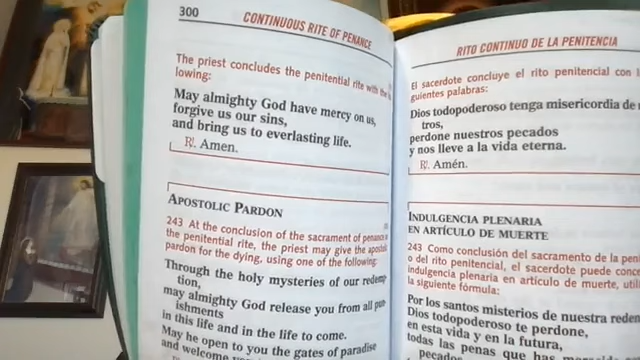 300
CONTINUOUS RITE OF PENANCE
The priest concludes the penitential rite with the
lowing:
May almighty God have mercy on us,
forgive us our sins,
and bring us to everlasting life.
℟. Amen.
APOSTOLIC PARDON
243 At the conclusion of the sacrament of penance
the penitential rite, the priest may give the apostolic
pardon for the dying, using one of the following:
Through the holy mysteries of our redemp-
tion,
may almighty God release you from all pun-
ishments
in this life and in the life to come.
May he open to you the gates of paradise
and welcome you
RITO CONTINUO DE LA PENITENCIA
El sacerdote concluye el rito penitencial con
guientes palabras:
Dios todopoderoso tenga misericordia de
tros,
perdone nuestros pecados
y nos lleve a la vida eterna.
℟. Amén.
INDULGENCIA PLENARIA
EN ARTÍCULO DE MUERTE
243 Como conclusión del sacramento de la
o del rito penitencial, el sacerdote puede
indulgencia plenaria en artículo de muerte,
la siguiente fórmula:
Por los santos misterios de nuestra
Dios todopoderoso te perdone,
en esta vida y en la futura,
todas las penas que